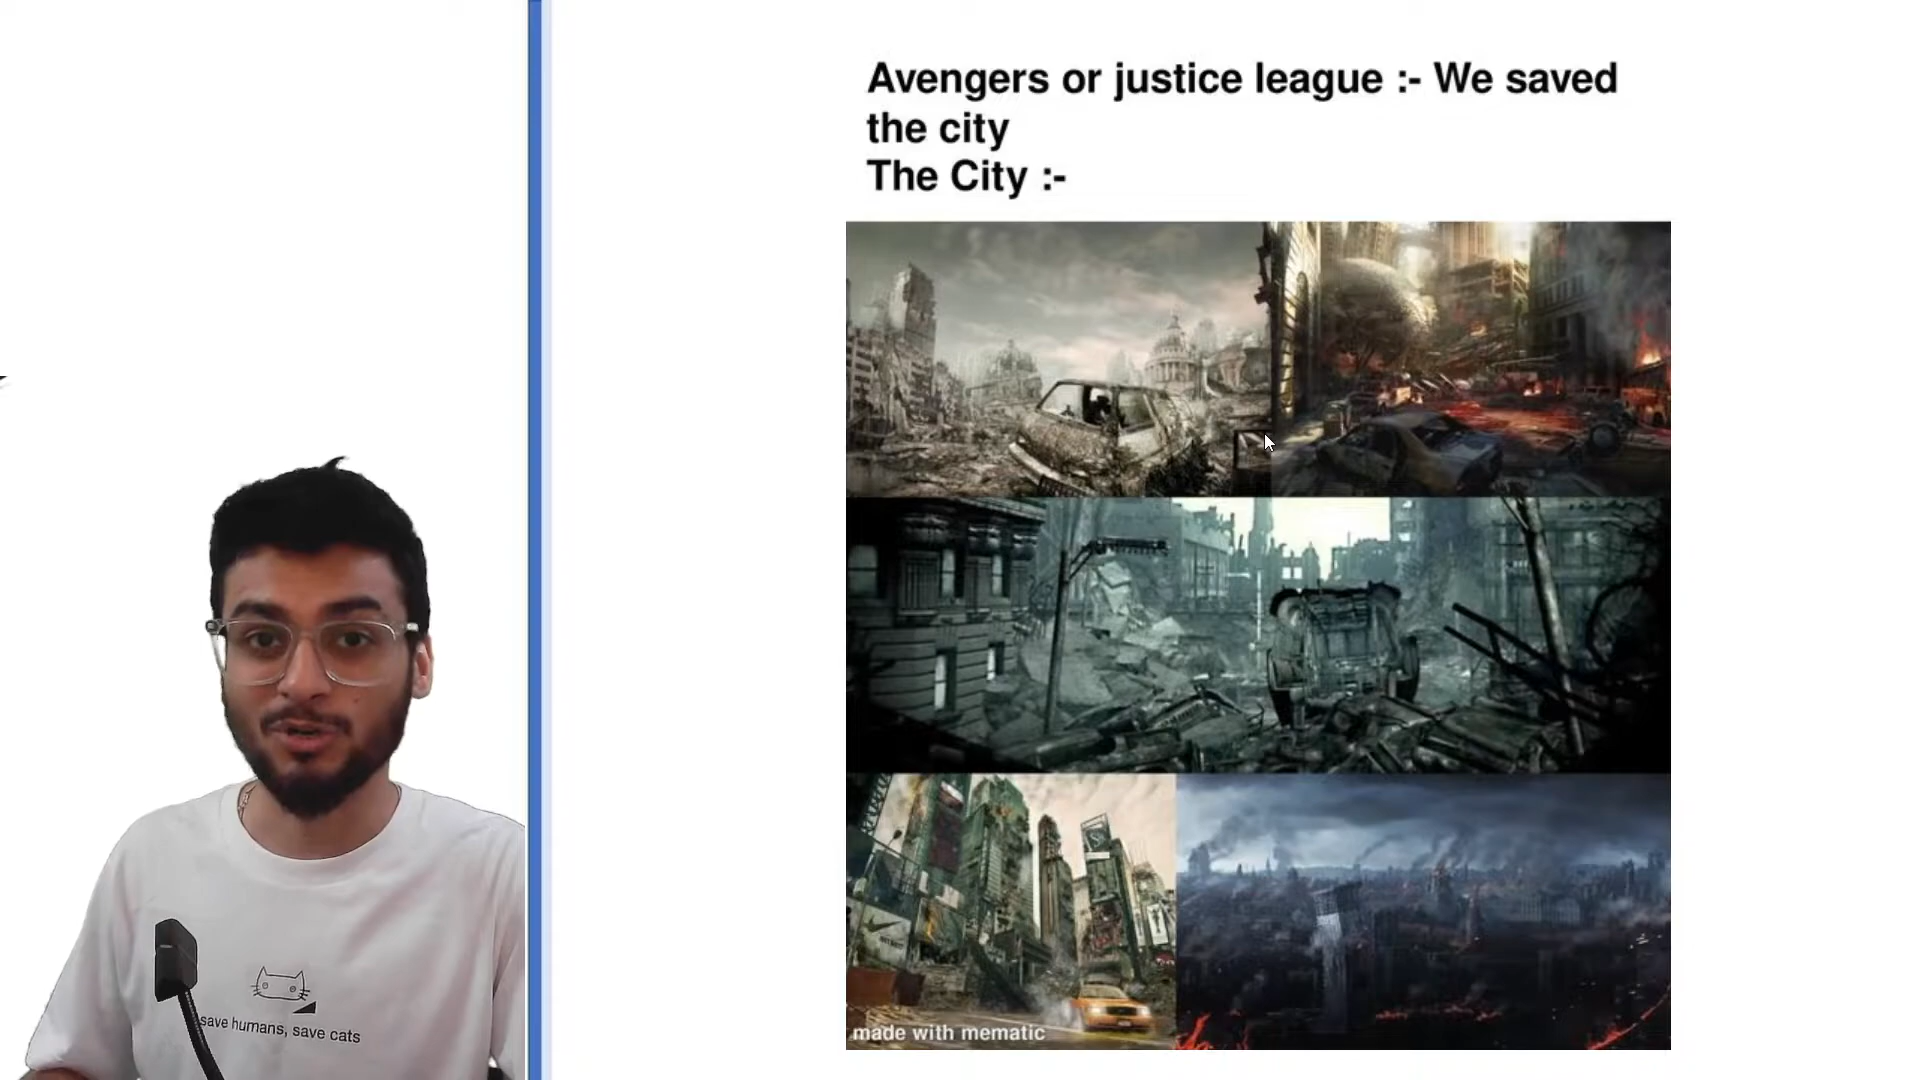 Avengers or justice league :- We saved
the city
The City :-
made with mematic
save humans, save cats